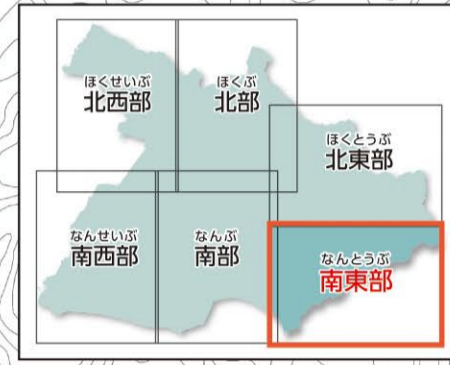 ほくせいぶ
北西部
ほくぶ
北部
ほくとうぶ
北東部
なんせいぶ
南西部
なんぶ
南部
なんとうぶ
南東部